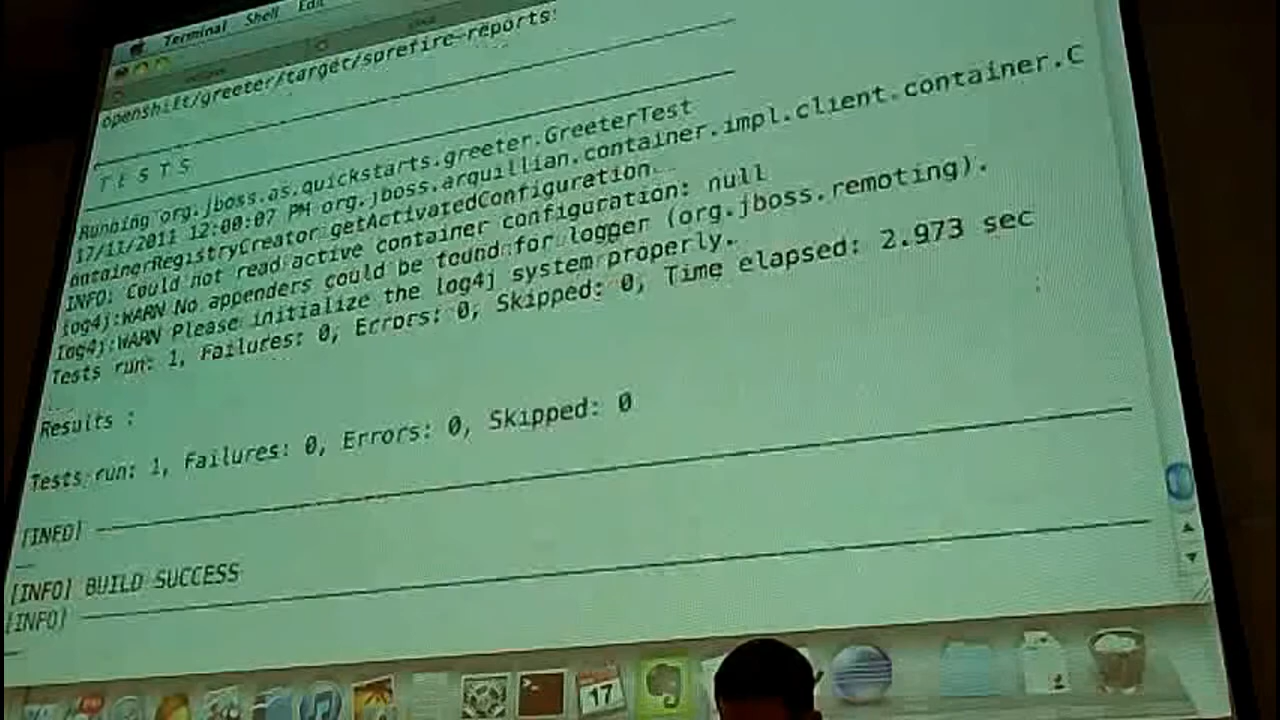 Terminal Shell Edit
openshift/greeter/target/surefire-reports:
T E S T S
Running org.jboss.as.quickstarts.greeter.GreeterTest
17/11/2011 12:00:07 PM org.jboss.arquillian.container.impl.client.container.C
ontainerRegistryCreator getActivatedConfiguration
INFO: Could not read active container configuration: null
log4j:WARN No appenders could be found for logger (org.jboss.remoting).
log4j:WARN Please initialize the log4j system properly.
Tests run: 1, Failures: 0, Errors: 0, Skipped: 0, Time elapsed: 2.973 sec
Results :
Tests run: 1, Failures: 0, Errors: 0, Skipped: 0
[INFO]
[INFO] BUILD SUCCESS
[INFO]
17